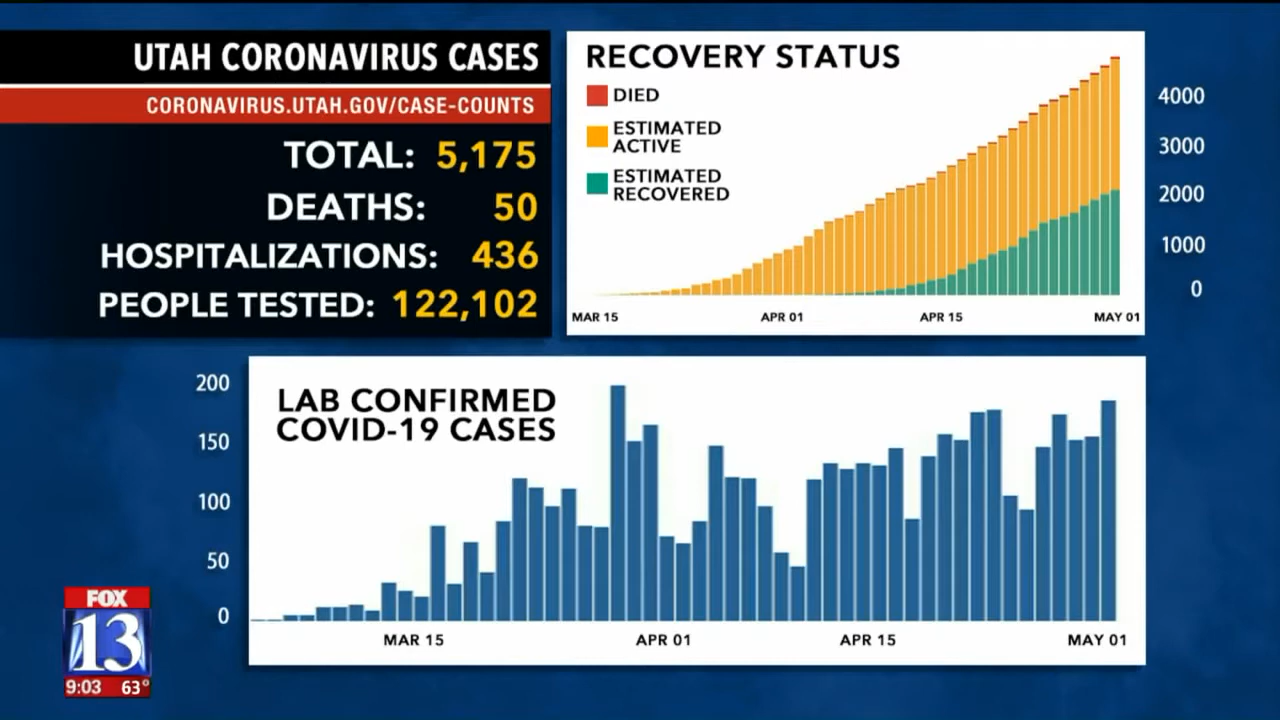 UTAH CORONAVIRUS CASES
CORONAVIRUS.UTAH.GOV/CASE-COUNTS
TOTAL: 5,175
DEATHS: 50
HOSPITALIZATIONS: 436
PEOPLE TESTED: 122,102
RECOVERY STATUS
DIED
ESTIMATED
ACTIVE
ESTIMATED
RECOVERED
4000
3000
2000
1000
0
MAR 15 APR 01 APR 15 MAY 01
LAB CONFIRMED
COVID-19 CASES
200
150
100
50
0
MAR 15 APR 01 APR 15 MAY 01
FOX
13
9:03 63°